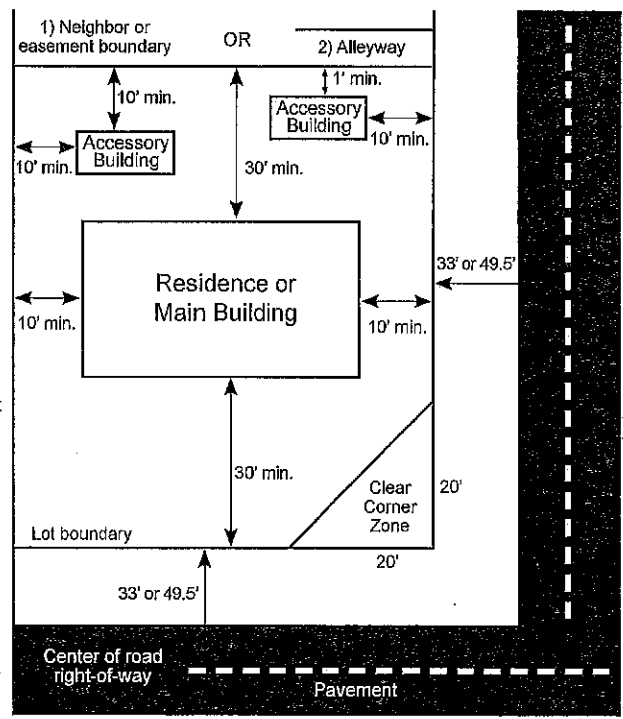 1) Neighbor or
easement boundary
OR
2) Alleyway
10' min.
1' min.
Accessory
Building
10' min.
Accessory
Building
10' min.
30' min.
Residence or
Main Building
33' or 49.5'
10' min.
10' min.
30' min.
Clear
Corner
Zone
20'
Lot boundary
20'
33' or 49.5'
Center of road
right-of-way
Pavement